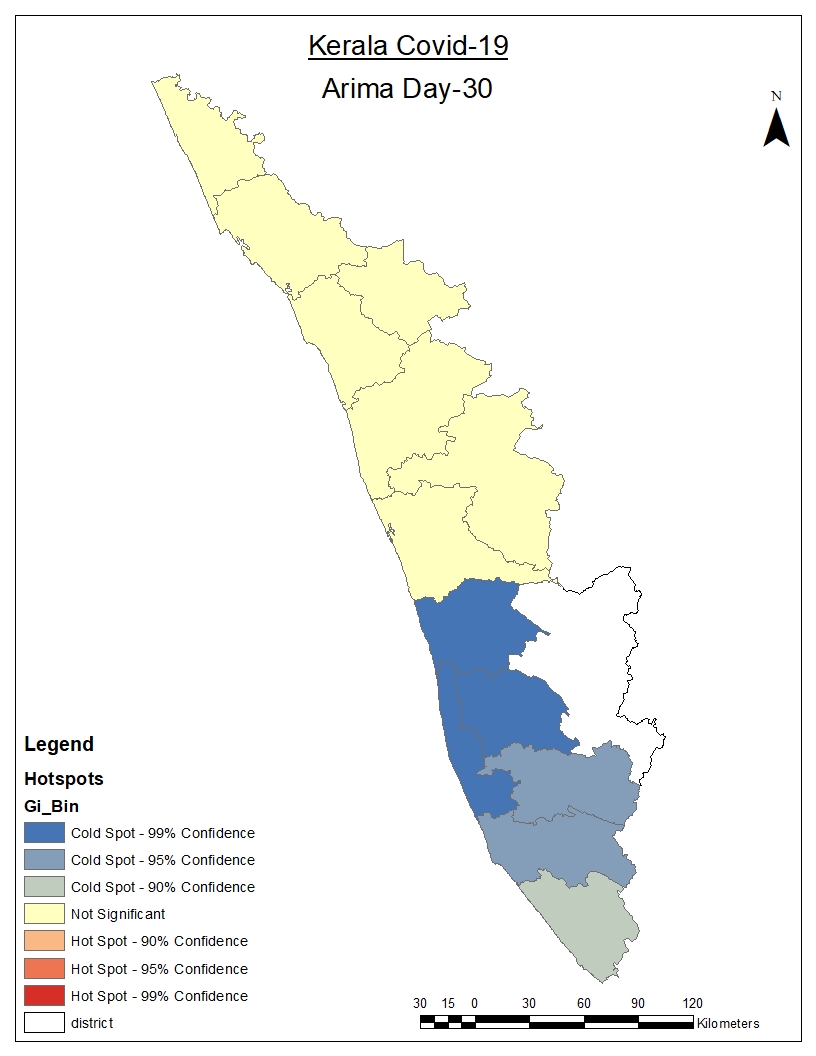 Kerala Covid-19
Arima Day-30
N
Legend
Hotspots
Gi_Bin
Cold Spot - 99% Confidence
Cold Spot - 95% Confidence
Cold Spot - 90% Confidence
Not Significant
Hot Spot - 90% Confidence
Hot Spot - 95% Confidence
Hot Spot - 99% Confidence
district
30 15 0 30 60 90 120
Kilometers